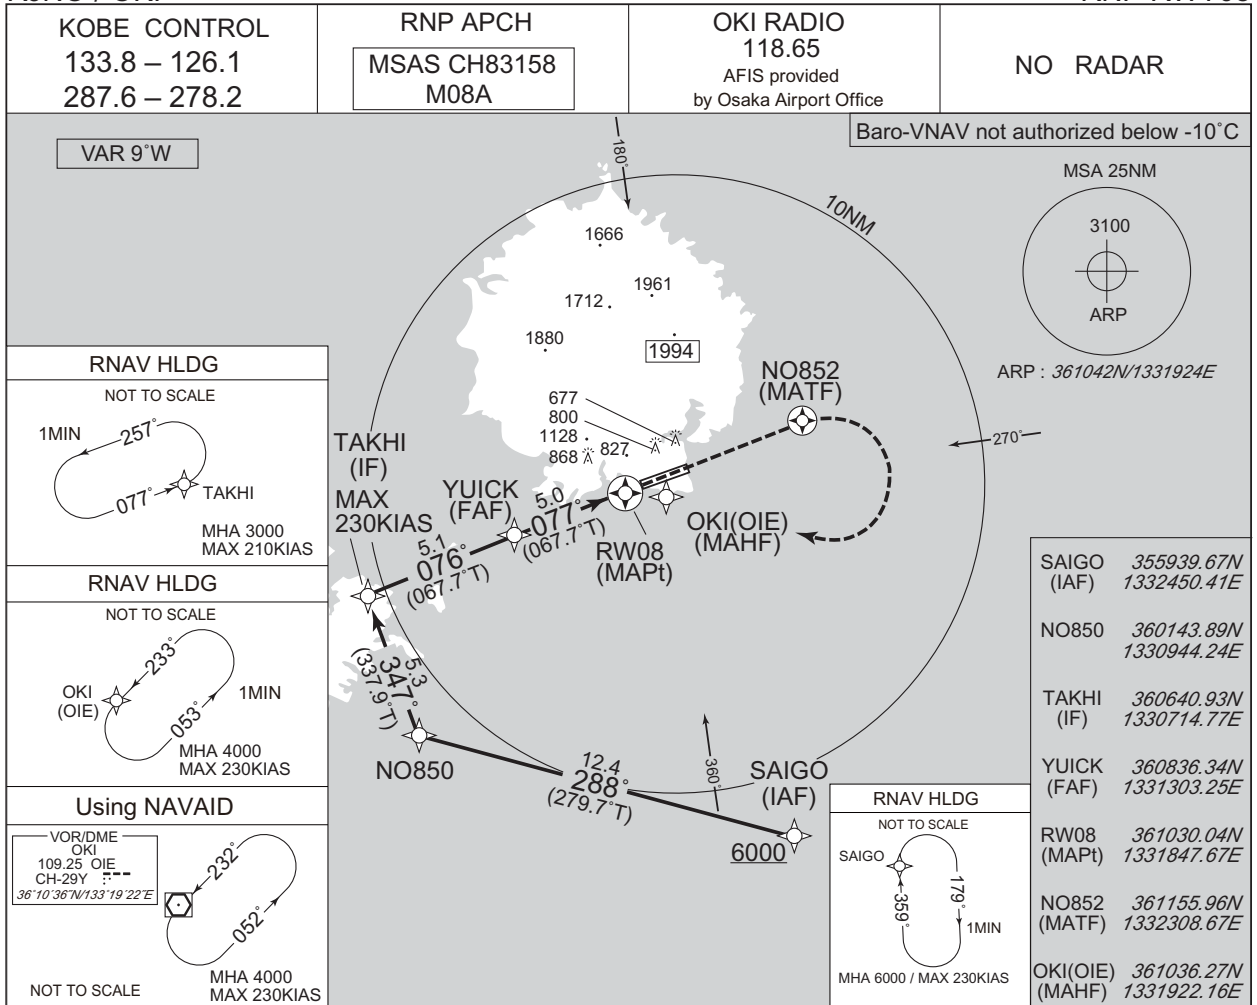 KOBE CONTROL
133.8 – 126.1
287.6 – 278.2
RNP APCH
MSAS CH83158
M08A
OKI RADIO
118.65
AFIS provided
by Osaka Airport Office
NO RADAR
VAR 9°W
Baro-VNAV not authorized below -10°C
MSA 25NM
3100
ARP
ARP : 361042N/1331924E
180°
10NM
1666
1961
1712
1880
1994
677
800
1128
868
827
NO852
(MATF)
270°
TAKHI
(IF)
MAX
230KIAS
YUICK
(FAF)
5.0
077°
(067.7°T)
5.1
076°
(067.7°T)
RW08
(MAPt)
OKI(OIE)
(MAHF)
5.3
347°
(337.9°T)
NO850
12.4
288°
(279.7°T)
360°
SAIGO
(IAF)
6000
RNAV HLDG
NOT TO SCALE
1MIN
257°
077°
TAKHI
MHA 3000
MAX 210KIAS
RNAV HLDG
NOT TO SCALE
233°
OKI
(OIE)
1MIN
053°
MHA 4000
MAX 230KIAS
Using NAVAID
VOR/DME
OKI
109.25 OIE
CH-29Y
36°10'36"N/133°19'22"E
232°
052°
NOT TO SCALE
MHA 4000
MAX 230KIAS
RNAV HLDG
NOT TO SCALE
SAIGO
359°
179°
1MIN
MHA 6000 / MAX 230KIAS
SAIGO 355939.67N
(IAF) 1332450.41E
NO850 360143.89N
1330944.24E
TAKHI 360640.93N
(IF) 1330714.77E
YUICK 360836.34N
(FAF) 1331303.25E
RW08 361030.04N
(MAPt) 1331847.67E
NO852 361155.96N
(MATF) 1332308.67E
OKI(OIE) 361036.27N
(MAHF) 1331922.16E